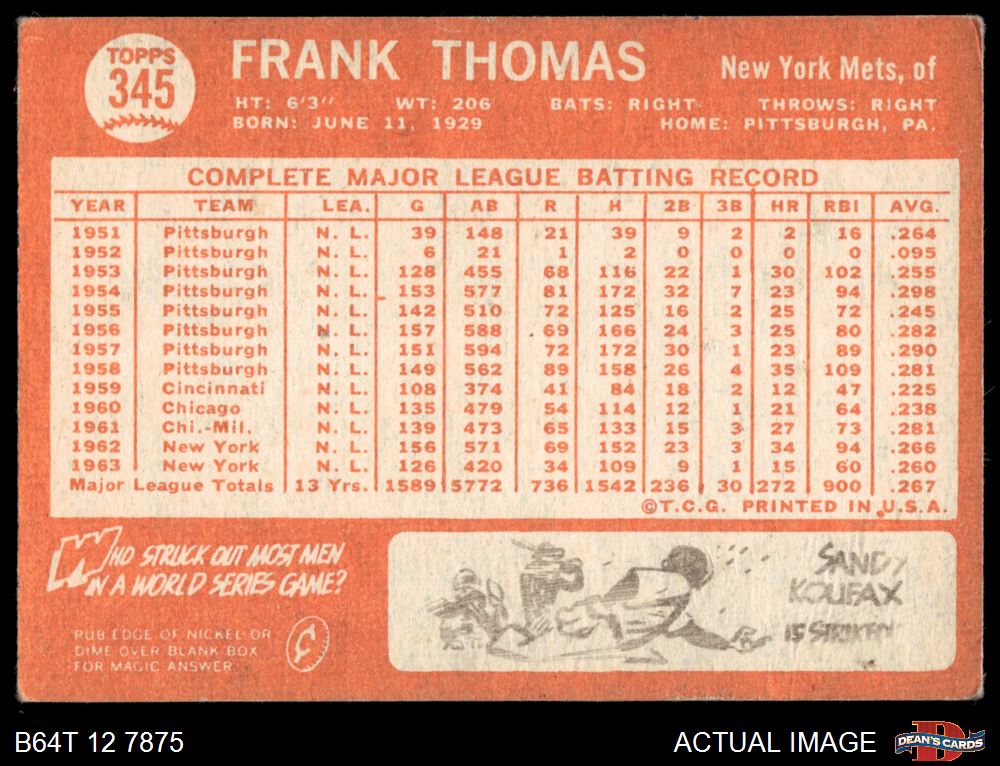 TOPPS
345
FRANK THOMAS
New York Mets, of
HT: 6'3" WT: 206 BATS: RIGHT THROWS: RIGHT
BORN: JUNE 11, 1929 HOME: PITTSBURGH, PA.
COMPLETE MAJOR LEAGUE BATTING RECORD
YEAR TEAM LEA. G AB R H 2B 3B HR RBI AVG.
1951 Pittsburgh N. L. 39 148 21 39 9 2 2 16 .264
1952 Pittsburgh N. L. 6 21 1 2 0 0 0 0 .095
1953 Pittsburgh N. L. 128 455 68 116 22 1 30 102 .255
1954 Pittsburgh N. L. 153 577 81 172 32 7 23 94 .298
1955 Pittsburgh N. L. 142 510 72 125 16 2 25 72 .245
1956 Pittsburgh N. L. 157 588 69 166 24 3 25 80 .282
1957 Pittsburgh N. L. 151 594 72 172 30 1 23 89 .290
1958 Pittsburgh N. L. 149 562 89 158 26 4 35 109 .281
1959 Cincinnati N. L. 108 374 41 84 18 2 12 47 .225
1960 Chicago N. L. 135 479 54 114 12 1 21 64 .238
1961 Chi.-Mil. N. L. 139 473 65 133 15 3 27 73 .281
1962 New York N. L. 156 571 69 152 23 3 34 94 .266
1963 New York N. L. 126 420 34 109 9 1 15 60 .260
Major League Totals 13 Yrs. 1589 5772 736 1542 236 30 272 900 .267
©T.C.G. PRINTED IN U.S.A.
WHO STRUCK OUT MOST MEN
IN A WORLD SERIES GAME?
RUB EDGE OF NICKEL OR
DIME OVER BLANK BOX
FOR MAGIC ANSWER
¢
SANDY
KOUFAX
15 STRIKEN
B64T 12 7875
ACTUAL IMAGE
DEAN'S CARDS